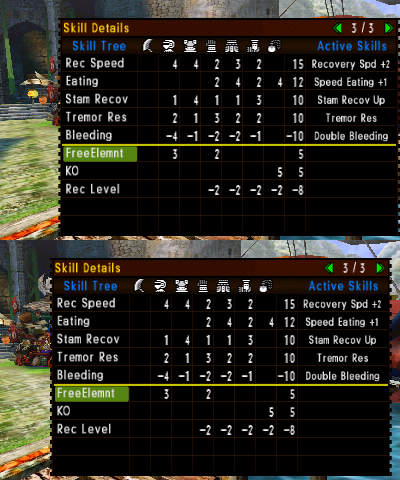 Skill Details 3 / 3
Skill Tree Active Skills
Rec Speed 4 4 2 3 2 15 Recovery Spd +2
Eating 2 4 2 4 12 Speed Eating +1
Stam Recov 1 4 1 1 3 10 Stam Recov Up
Tremor Res 2 1 3 2 2 10 Tremor Res
Bleeding -4 -1 -2 -2 -1 -10 Double Bleeding
FreeElemnt 3 2 5
KO 5 5
Rec Level -2 -2 -2 -2 -8
Skill Details 3 / 3
Skill Tree Active Skills
Rec Speed 4 4 2 3 2 15 Recovery Spd +2
Eating 2 4 2 4 12 Speed Eating +1
Stam Recov 1 4 1 1 3 10 Stam Recov Up
Tremor Res 2 1 3 2 2 10 Tremor Res
Bleeding -4 -1 -2 -2 -1 -10 Double Bleeding
FreeElemnt 3 2 5
KO 5 5
Rec Level -2 -2 -2 -2 -8